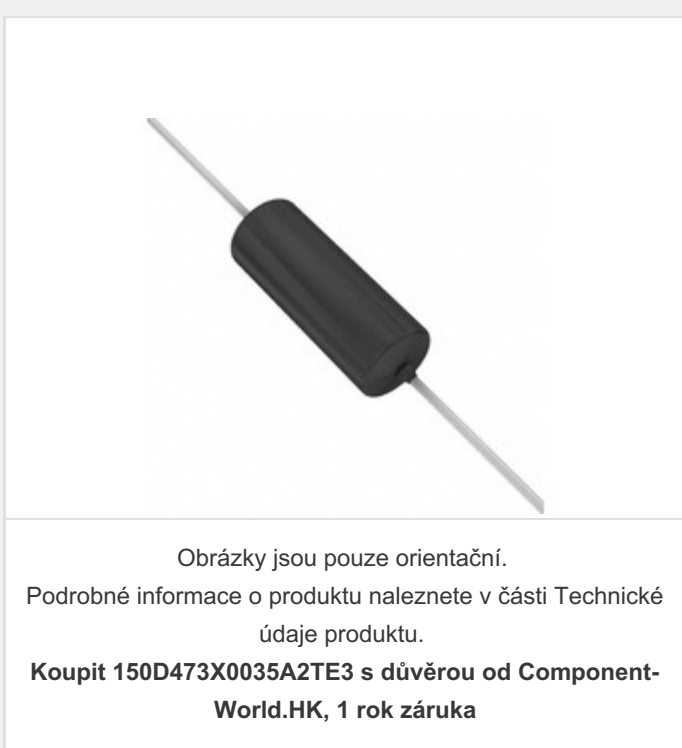 Obrázky jsou pouze orientační.
Podrobné informace o produktu naleznete v části Technické
údaje produktu.
Koupit 150D473X0035A2TE3 s důvěrou od Component-
World.HK, 1 rok záruka